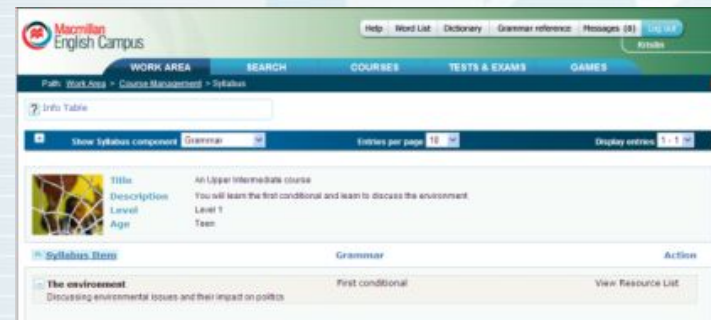 Macmillan
English Campus
Help Word List Dictionary Grammar reference Messages (0) Log out
WORK AREA SEARCH COURSES TESTS & EXAMS GAMES
Path: Work Area > Course Management > Syllabus
? Info Table
Show Syllabus component Grammar Entries per page 10 Display entries 1 - 1
Title An Upper Intermediate course
Description You will learn the first conditional and learn to discuss the environment
Level Level 1
Age Teen
Syllabus Item Grammar Action
The environment First conditional View Resource List
Discussing environmental issues and their impact on politics